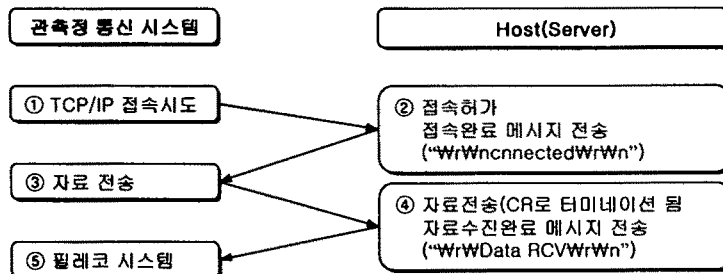 관측정 통신 시스템
Host(Server)
① TCP/IP 접속시도
② 접속허가
접속완료 메시지 전송
("₩r₩ncnnected₩r₩n")
③ 자료 전송
④ 자료전송(CR로 터미네이션 됨
자료수진완료 메시지 전송
("₩r₩Data RCV₩r₩n")
⑤ 필레코 시스템